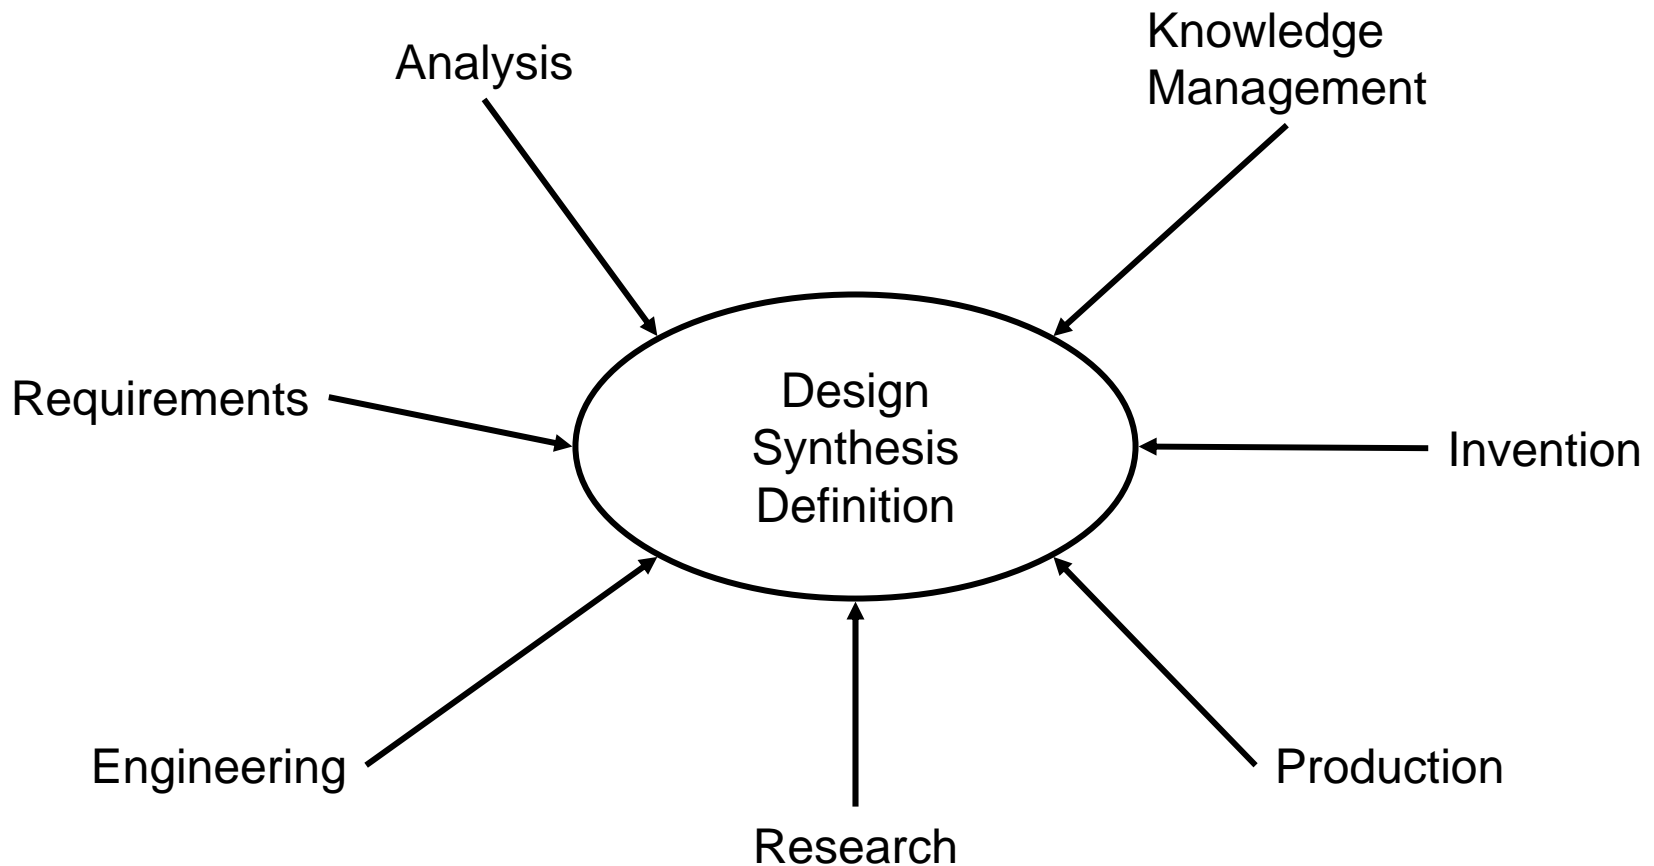 Knowledge
Management
Analysis
Requirements
Design
Synthesis
Definition
Invention
Engineering
Production
Research